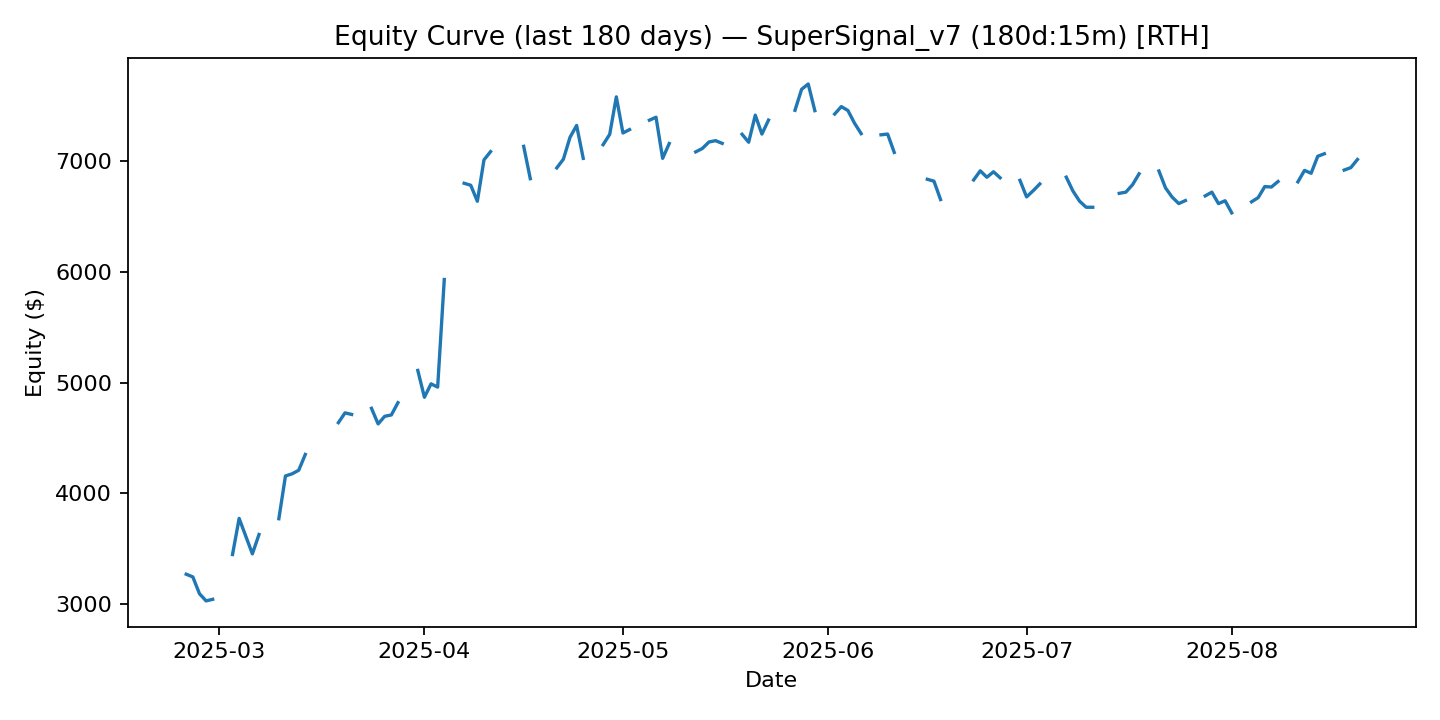 Equity Curve (last 180 days) — SuperSignal_v7 (180d:15m) [RTH]
Equity ($)
7000
6000
5000
4000
3000
2025-03 2025-04 2025-05 2025-06 2025-07 2025-08
Date